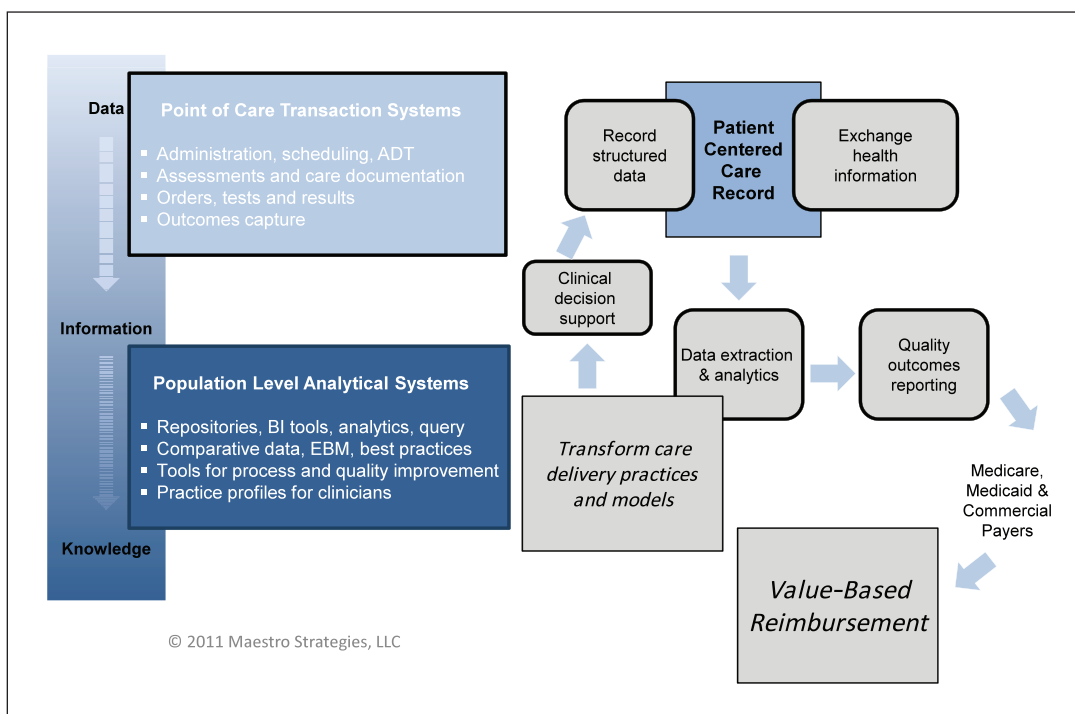 Data
Point of Care Transaction Systems
▪ Administration, scheduling, ADT
▪ Assessments and care documentation
▪ Orders, tests and results
▪ Outcomes capture
Information
Population Level Analytical Systems
▪ Repositories, BI tools, analytics, query
▪ Comparative data, EBM, best practices
▪ Tools for process and quality improvement
▪ Practice profiles for clinicians
Knowledge
© 2011 Maestro Strategies, LLC
Record
structured
data
Patient
Centered
Care
Record
Exchange
health
information
Clinical
decision
support
Data extraction
& analytics
Quality
outcomes
reporting
Transform care
delivery practices
and models
Medicare,
Medicaid &
Commercial
Payers
Value-Based
Reimbursement